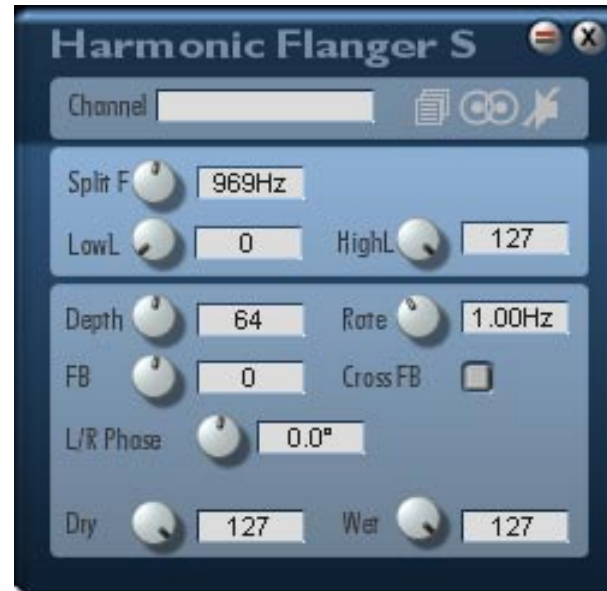 Harmonic Flanger S
Channel
Split F 969Hz
LowL 0 HighL 127
Depth 64 Rate 1.00Hz
FB 0 Cross FB
L/R Phase 0.0°
Dry 127 Wet 127